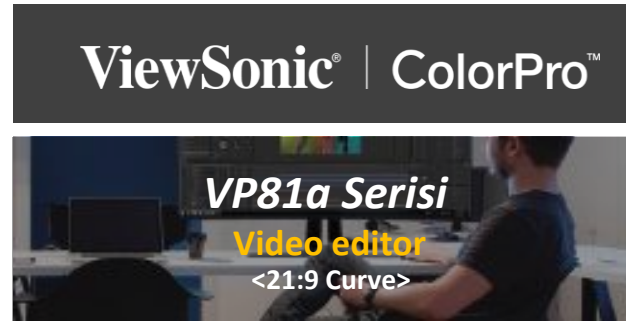 ViewSonic® | ColorPro™
VP81a Serisi
Video editor
<21:9 Curve>